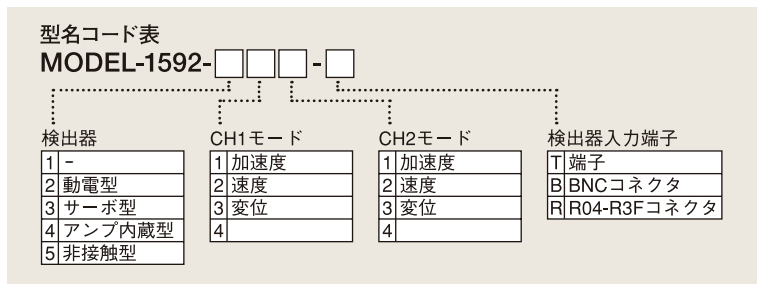 型名コード表
MODEL-1592-□□□-□
検出器
1 -
2 動電型
3 サーボ型
4 アンプ内蔵型
5 非接触型
CH1モード
1 加速度
2 速度
3 変位
4
CH2モード
1 加速度
2 速度
3 変位
4
検出器入力端子
T 端子
B BNCコネクタ
R R04-R3Fコネクタ